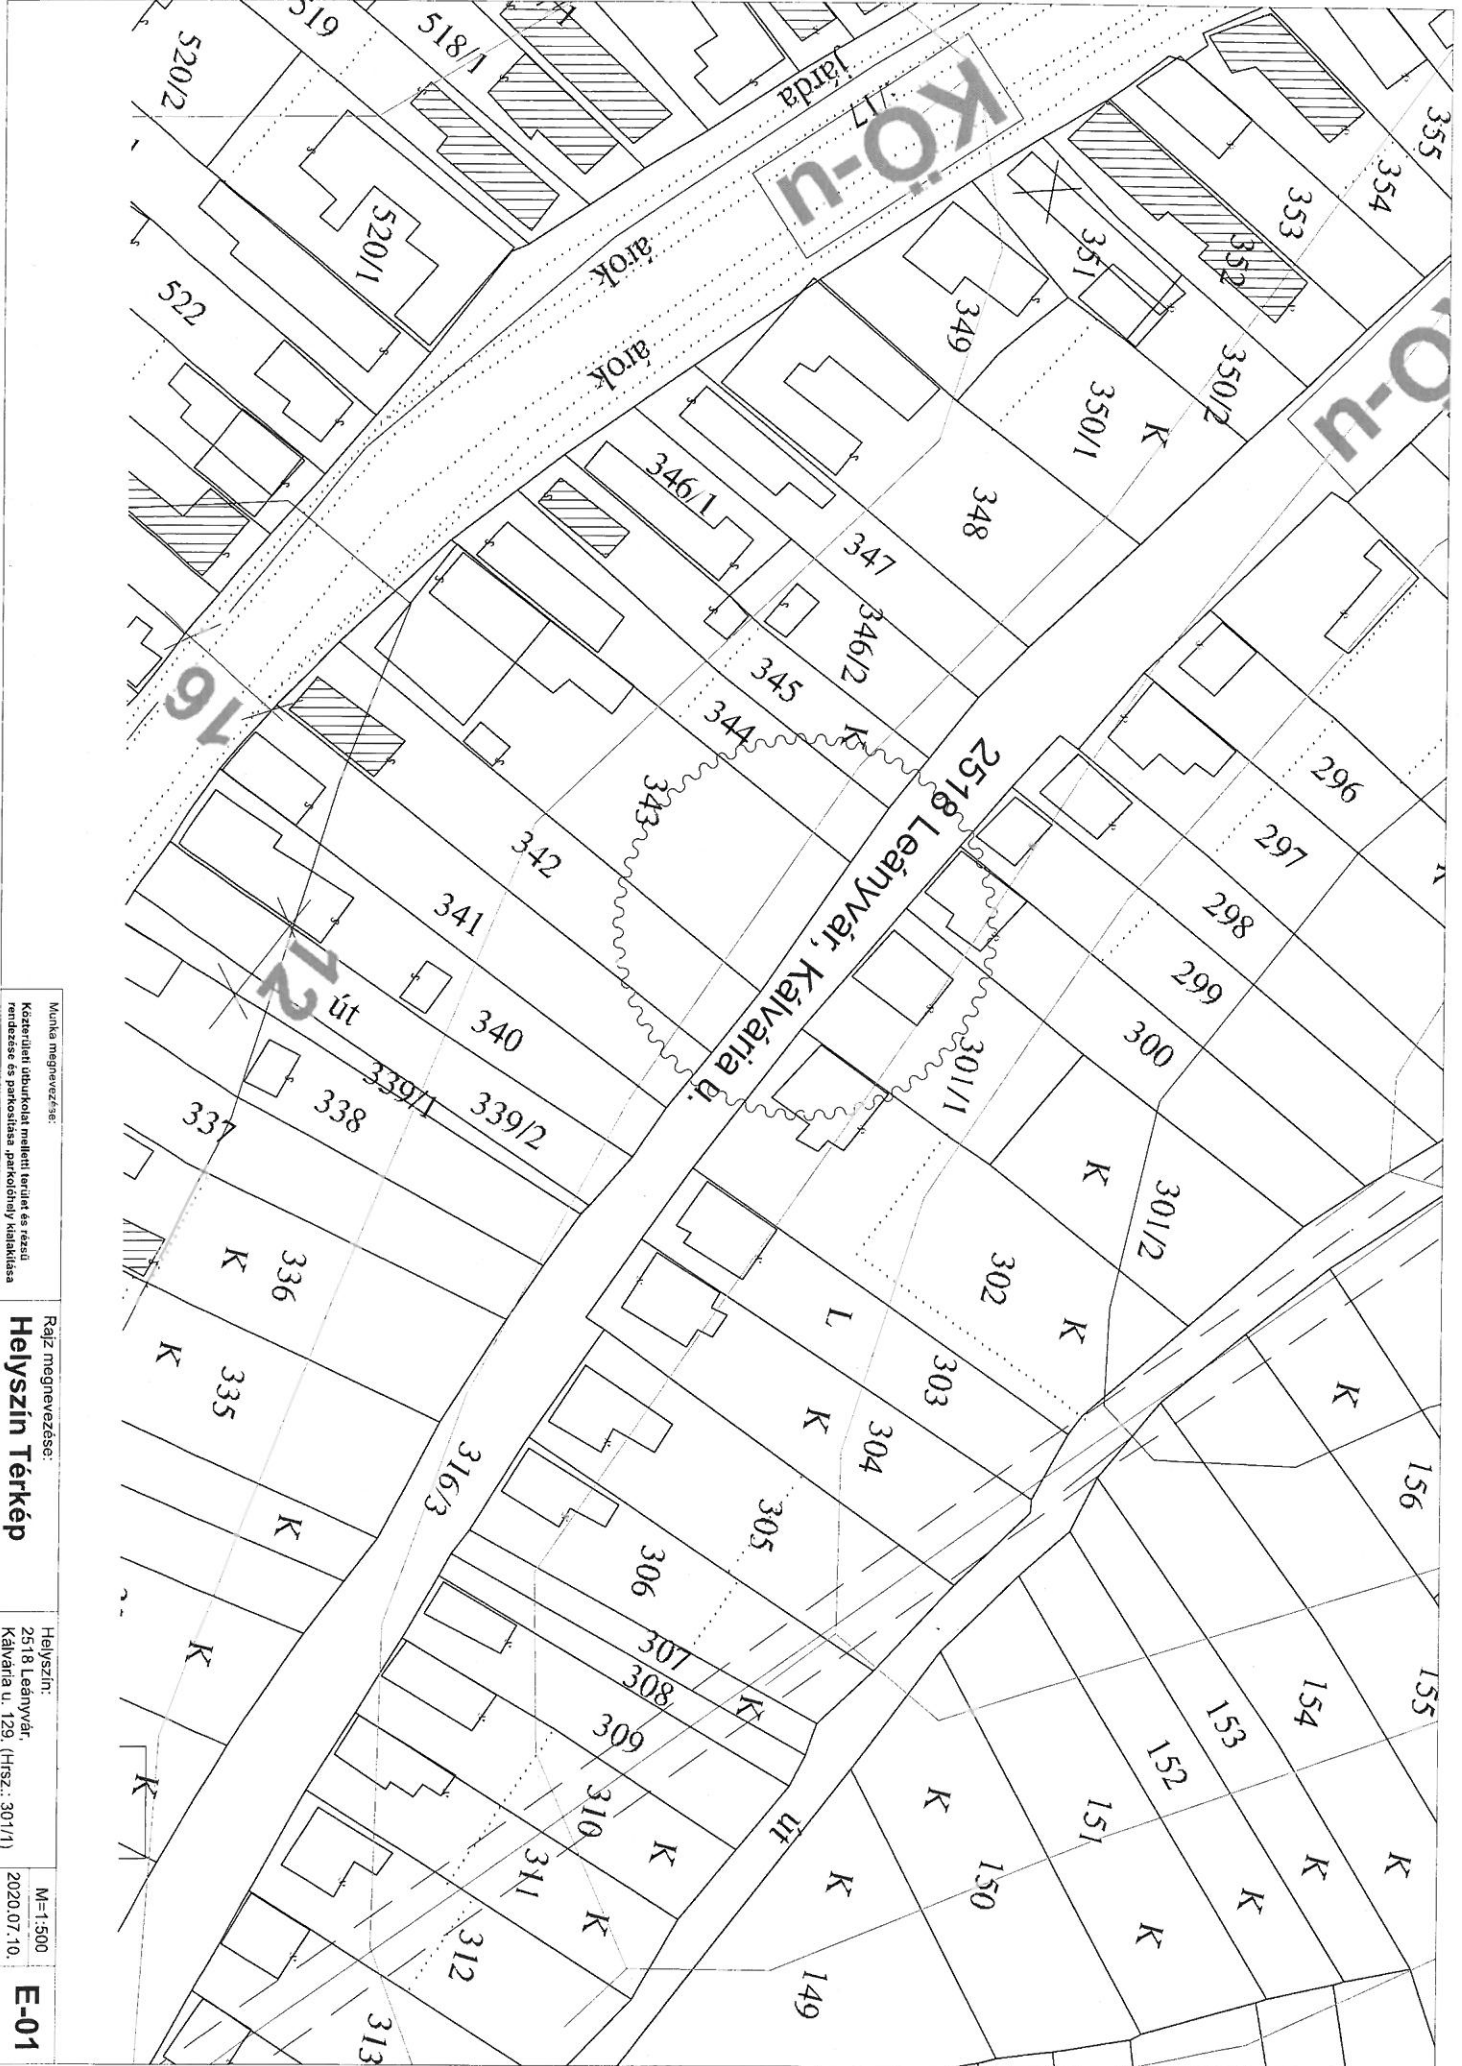 519
518/1
520/2
járda
717
KÖ-u
355
354
353
352
351
520/1
árok
árok
522
349
350/2
350/1
K
Ö-u
348
347
346/1
346/2
345
344
K
343
16
2518 Leányvár, Kálvária u.
296
297
298
299
300
K
342
341
12
út
340
339/1
339/2
338
337
301/1
301/2
K
302
K
336
K
335
K
303
L
K
304
305
306
316/3
K
K
K
307
308
309
K
310
K
311
K
312
313
K
156
155
154
153
152
151
150
149
K
K
K
K
K
K
út
Munka megnevezése:
Közterületi útburkolat melletti terület és rézsű
rendezése és parkosítása ,parkolóhely kialakítása
Rajz megnevezése:
Helyszín Térkép
Helyszín:
2518 Leányvár,
Kálvária u. 129. (Hrsz.: 301/1)
M=1:500
2020.07.10.
E-01